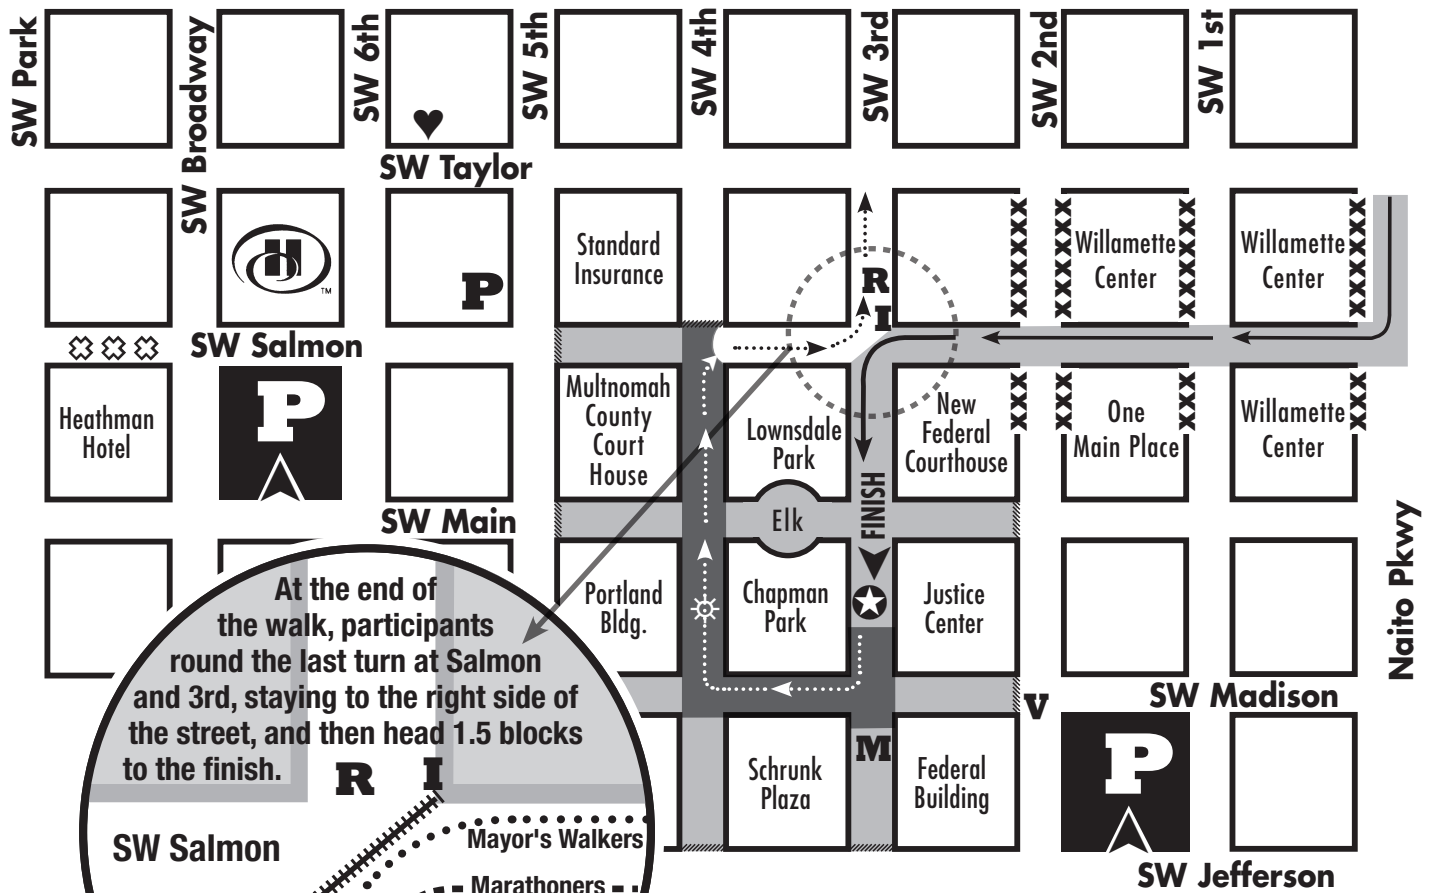 SW Park
SW Broadway
SW 6th
SW 5th
SW 4th
SW 3rd
SW 2nd
SW 1st
SW Taylor
H
TM
P
Standard
Insurance
R
I
Willamette
Center
Willamette
Center
SW Salmon
Heathman
Hotel
P
Multnomah
County
Court
House
Lownsdale
Park
New
Federal
Courthouse
One
Main Place
Willamette
Center
FINISH
SW Main
Elk
Naito Pkwy
Portland
Bldg.
Chapman
Park
Justice
Center
SW Madison
V
M
Schrunk
Plaza
Federal
Building
P
SW Jefferson
At the end of
the walk, participants
round the last turn at Salmon
and 3rd, staying to the right side of
the street, and then head 1.5 blocks
to the finish.
R
I
SW Salmon
Mayor's Walkers
Marathoners